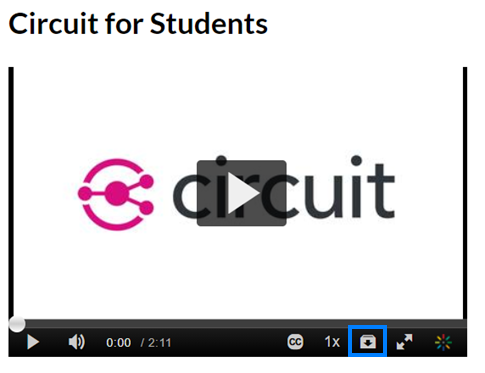 Circuit for Students
circuit
0:00 / 2:11 CC 1x